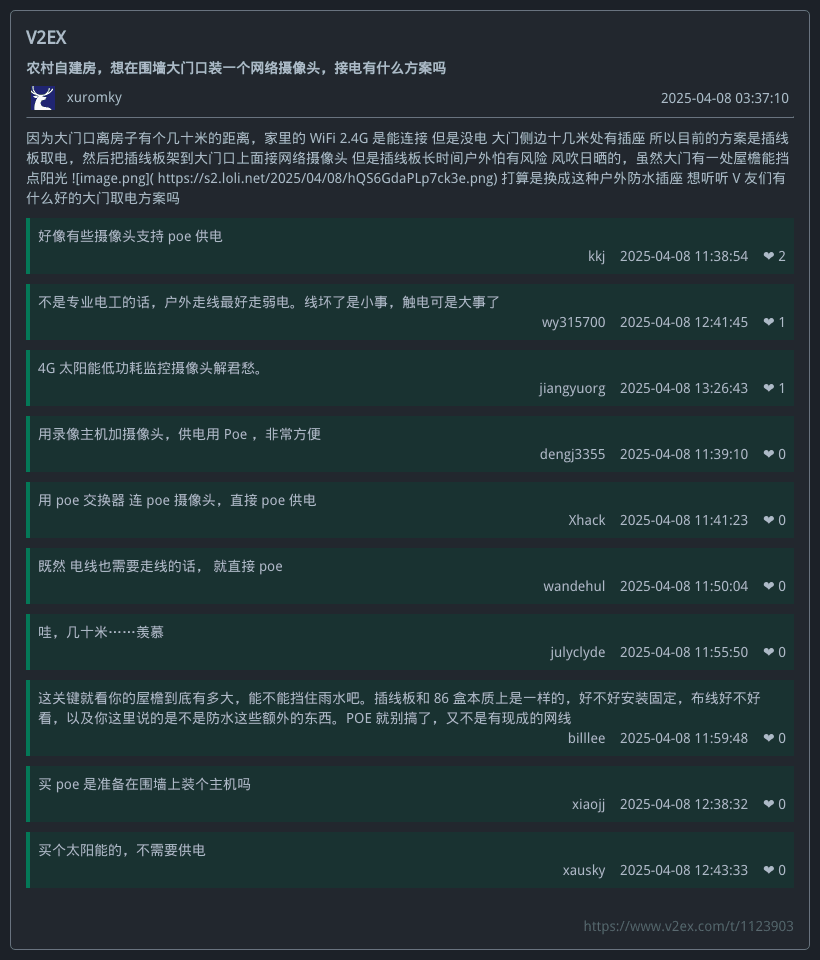 V2EX
农村自建房，想在围墙大门口装一个网络摄像头，接电有什么方案吗
xuromky 2025-04-08 03:37:10
因为大门口离房子有个几十米的距离，家里的 WiFi 2.4G 是能连接 但是没电 大门侧边十几米处有插座 所以目前的方案是插线
板取电，然后把插线板架到大门口上面接网络摄像头 但是插线板长时间户外怕有风险 风吹日晒的，虽然大门有一处屋檐能挡
点阳光 ![image.png]( https://s2.loli.net/2025/04/08/hQS6GdaPLp7ck3e.png) 打算是换成这种户外防水插座 想听听 V 友们有
什么好的大门取电方案吗
好像有些摄像头支持 poe 供电
kkj 2025-04-08 11:38:54 ❤ 2
不是专业电工的话，户外走线最好走弱电。线坏了是小事，触电可是大事了
wy315700 2025-04-08 12:41:45 ❤ 1
4G 太阳能低功耗监控摄像头解君愁。
jiangyuorg 2025-04-08 13:26:43 ❤ 1
用录像主机加摄像头，供电用 Poe ，非常方便
dengj3355 2025-04-08 11:39:10 ❤ 0
用 poe 交换器 连 poe 摄像头，直接 poe 供电
Xhack 2025-04-08 11:41:23 ❤ 0
既然 电线也需要走线的话， 就直接 poe
wandehul 2025-04-08 11:50:04 ❤ 0
哇，几十米……羡慕
julyclyde 2025-04-08 11:55:50 ❤ 0
这关键就看你的屋檐到底有多大，能不能挡住雨水吧。插线板和 86 盒本质上是一样的，好不好安装固定，布线好不好
看，以及你这里说的是不是防水这些额外的东西。POE 就别搞了，又不是有现成的网线
billlee 2025-04-08 11:59:48 ❤ 0
买 poe 是准备在围墙上装个主机吗
xiaojj 2025-04-08 12:38:32 ❤ 0
买个太阳能的，不需要供电
xausky 2025-04-08 12:43:33 ❤ 0
https://www.v2ex.com/t/1123903